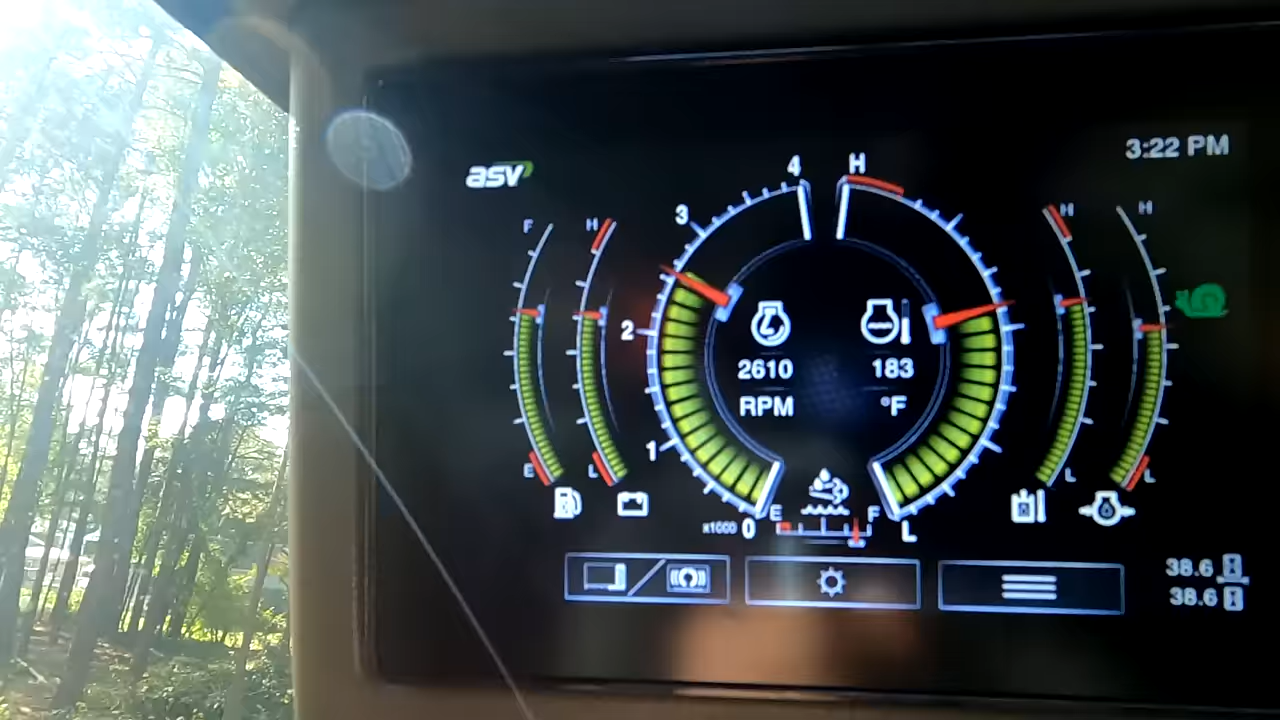 asv
3:22 PM
4 H
3
F H H H
2
2610 183
RPM °F
1
E L L L
E F
x1000 0 L
38.6
38.6